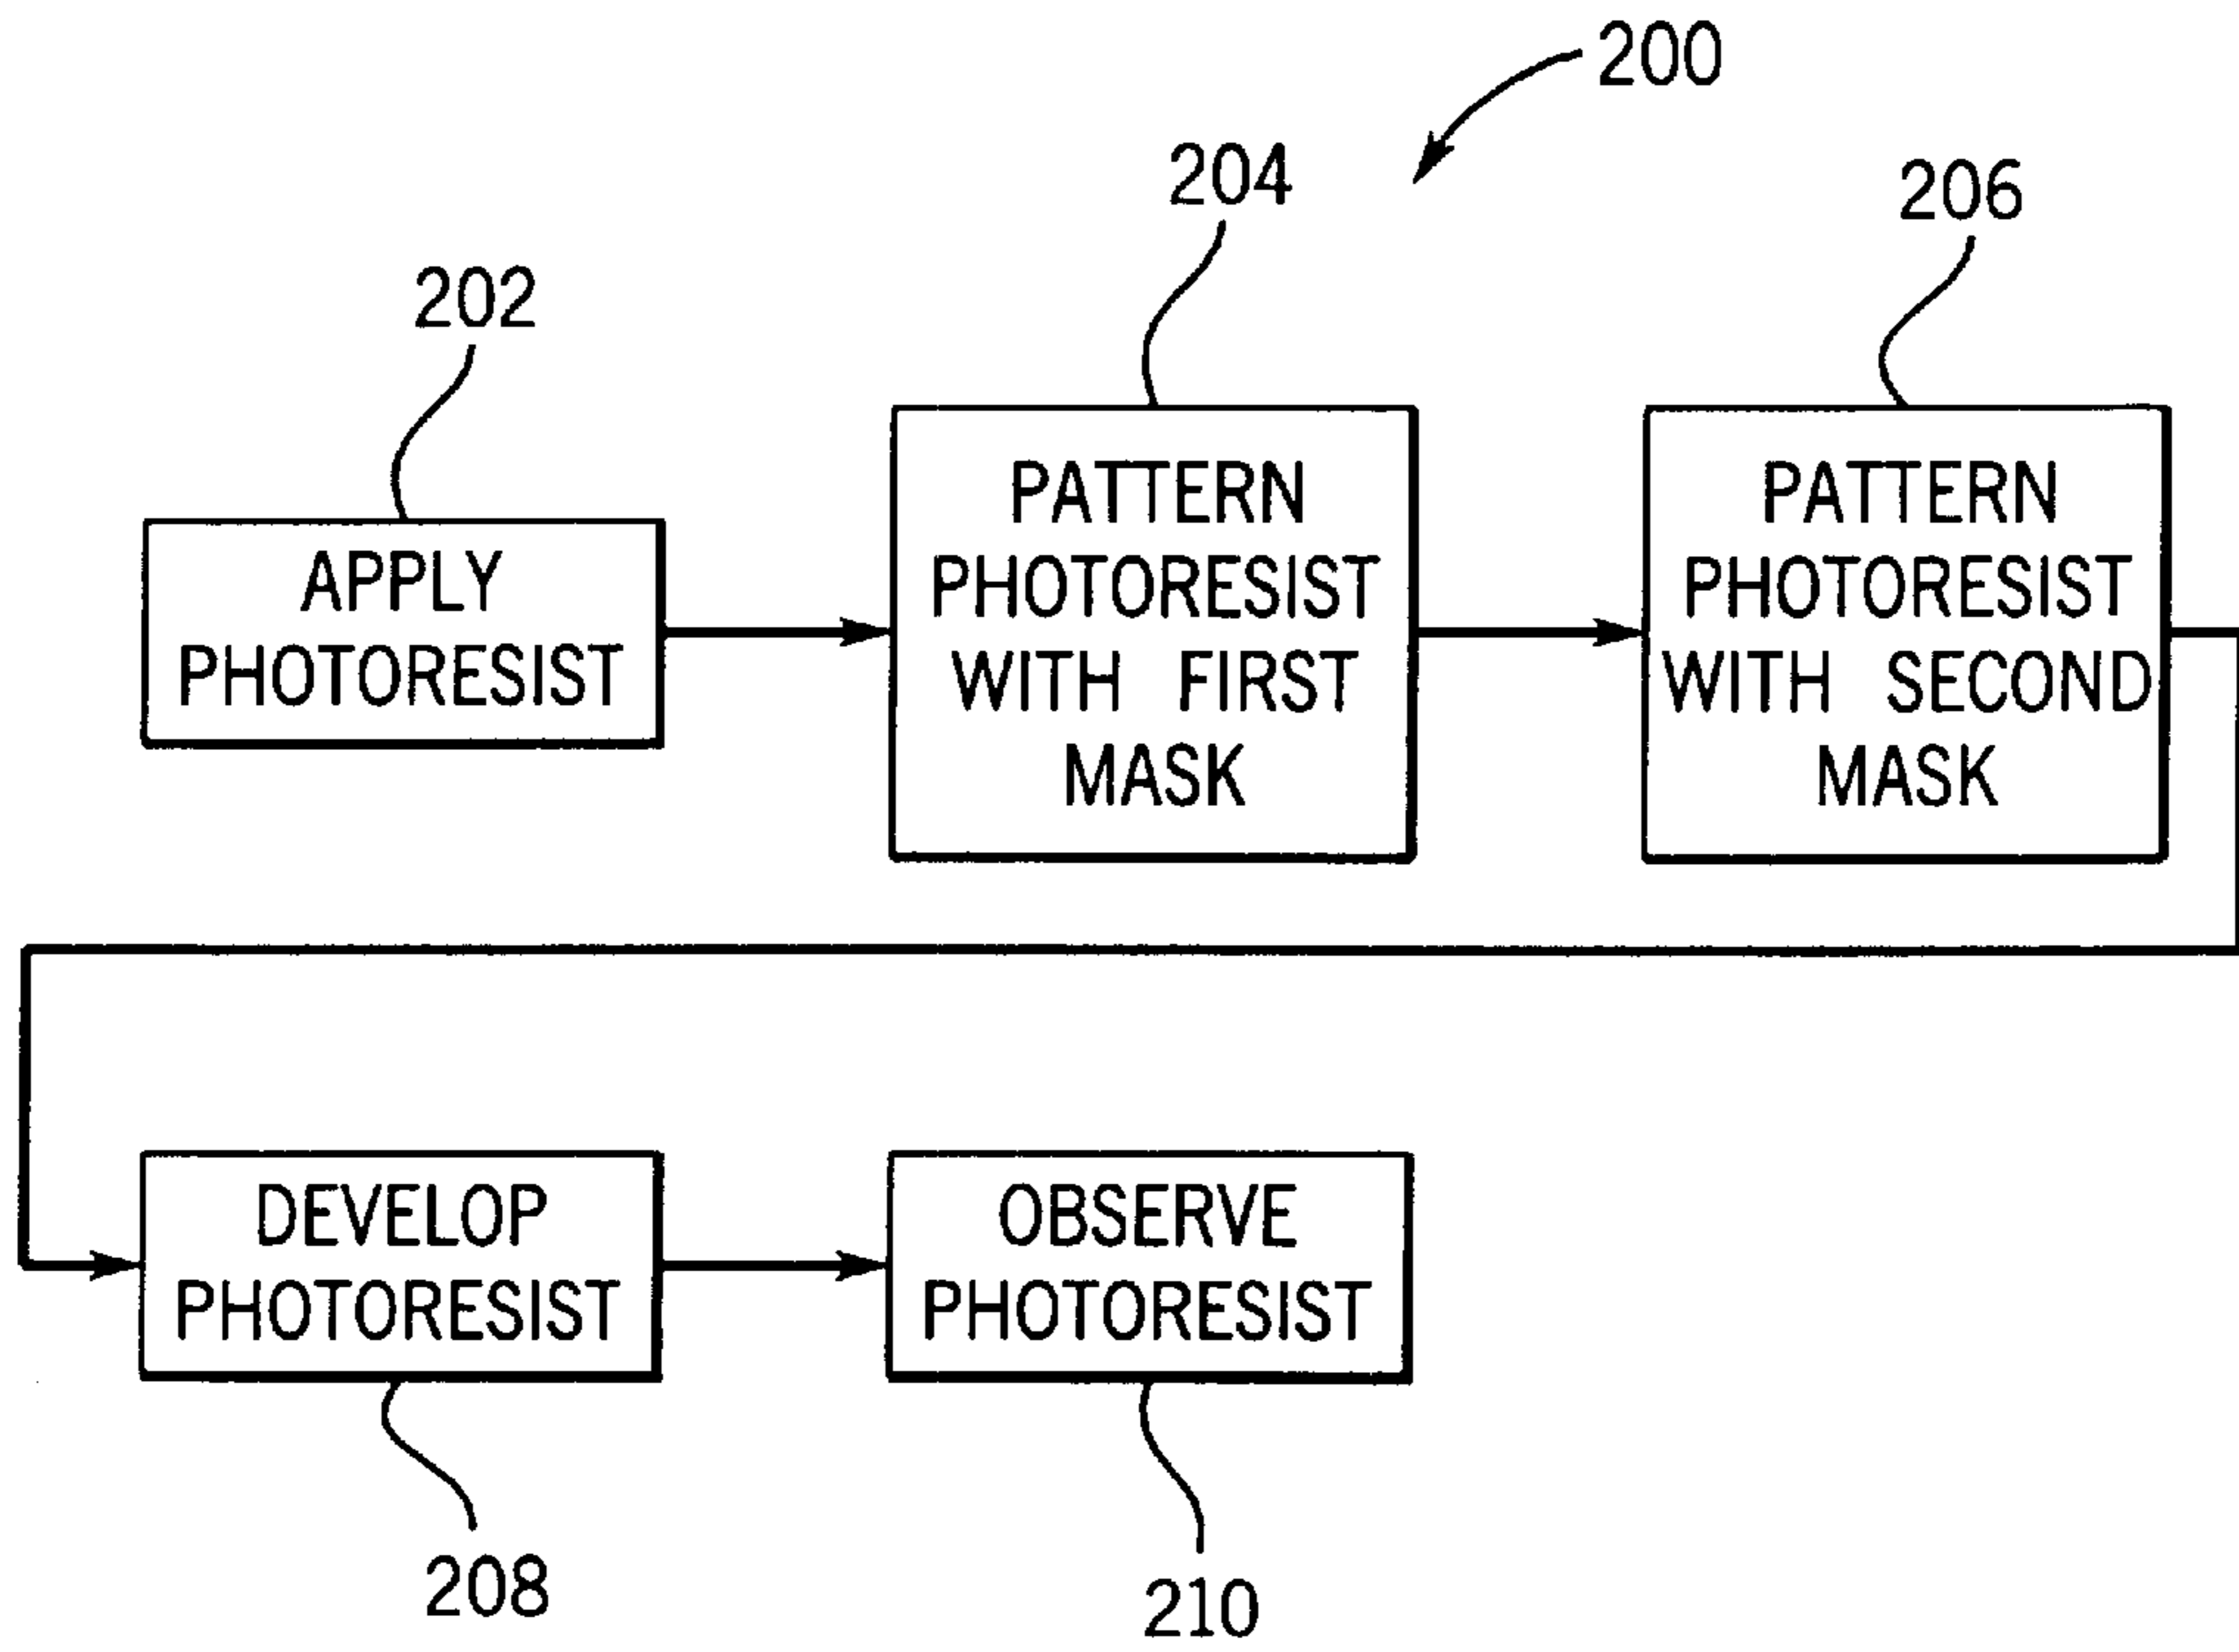 200
204
206
202
APPLY
PHOTORESIST
PATTERN
PHOTORESIST
WITH FIRST
MASK
PATTERN
PHOTORESIST
WITH SECOND
MASK
DEVELOP
PHOTORESIST
OBSERVE
PHOTORESIST
208
210